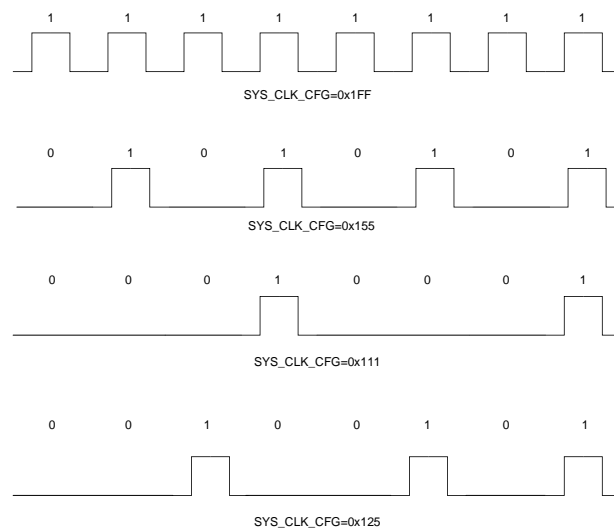 1 1 1 1 1 1 1 1
SYS_CLK_CFG=0x1FF
0 1 0 1 0 1 0 1
SYS_CLK_CFG=0x155
0 0 0 1 0 0 0 1
SYS_CLK_CFG=0x111
0 0 1 0 0 1 0 1
SYS_CLK_CFG=0x125